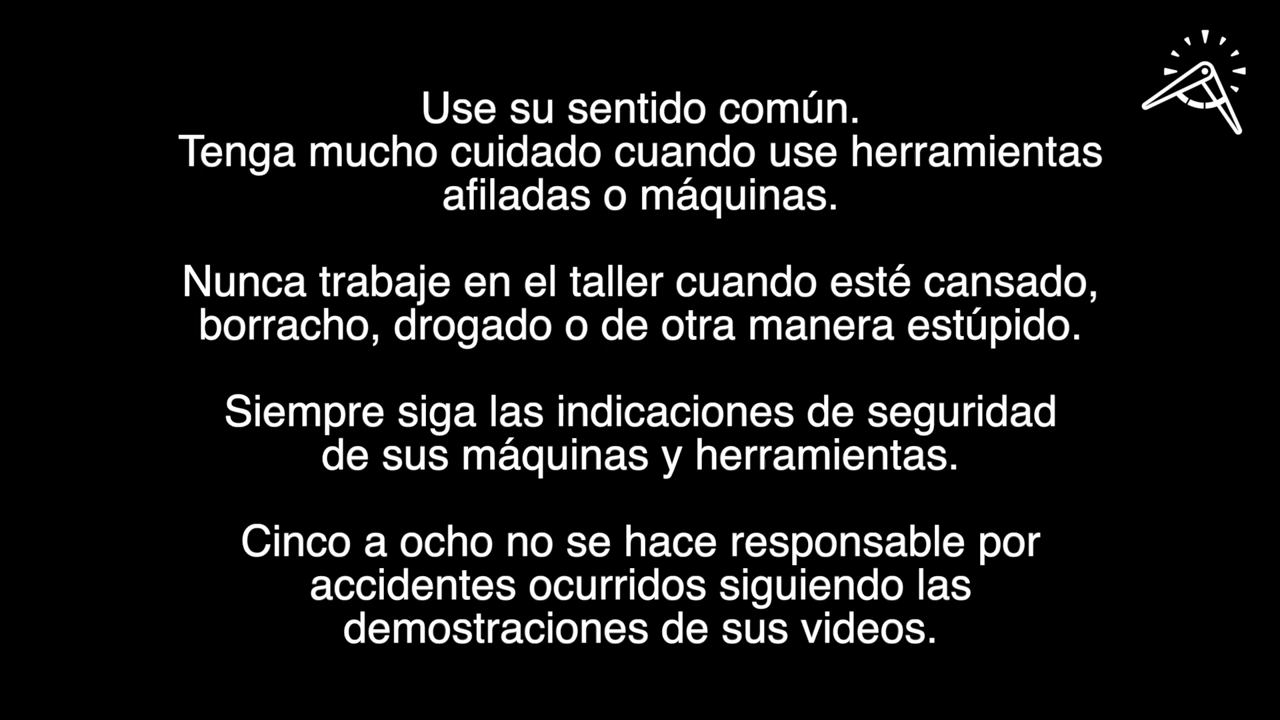 Use su sentido común.
Tenga mucho cuidado cuando use herramientas
afiladas o máquinas.
Nunca trabaje en el taller cuando esté cansado,
borracho, drogado o de otra manera estúpido.
Siempre siga las indicaciones de seguridad
de sus máquinas y herramientas.
Cinco a ocho no se hace responsable por
accidentes ocurridos siguiendo las
demostraciones de sus videos.